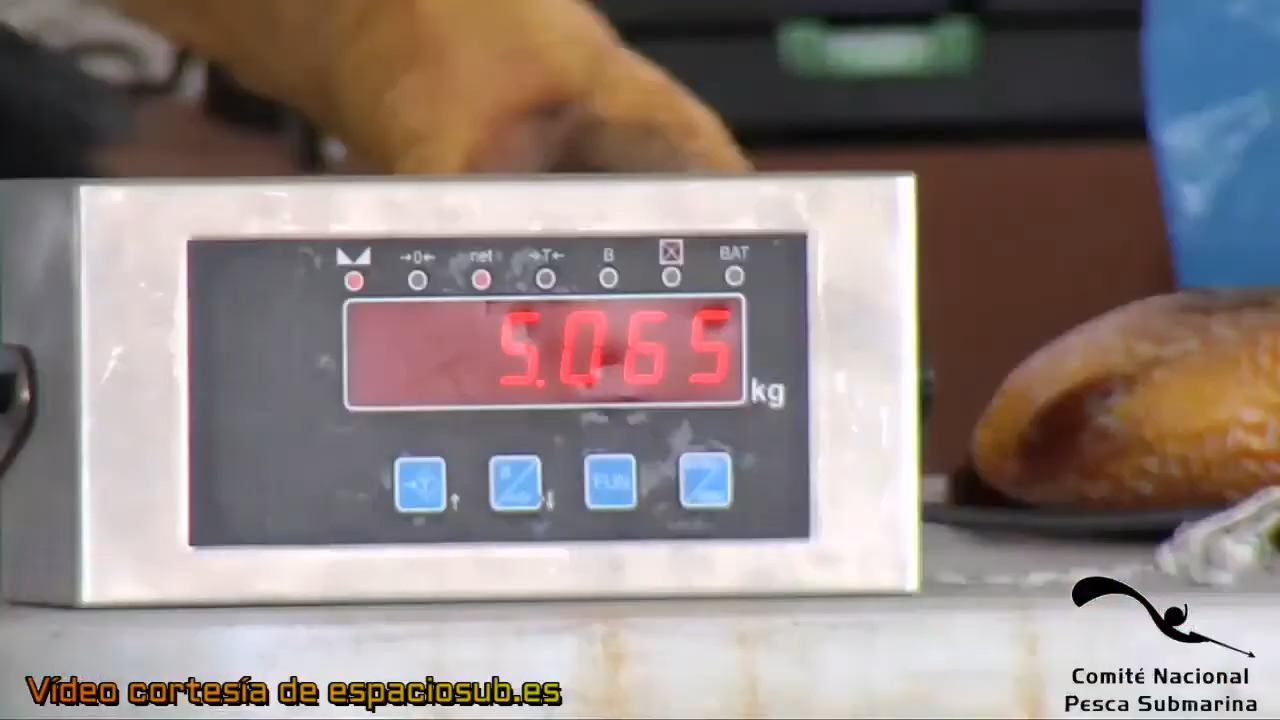 →0← net →T← B BAT
5.065
kg
→T← FUN
Vídeo cortesía de espaciosub.es
Comité Nacional
Pesca Submarina